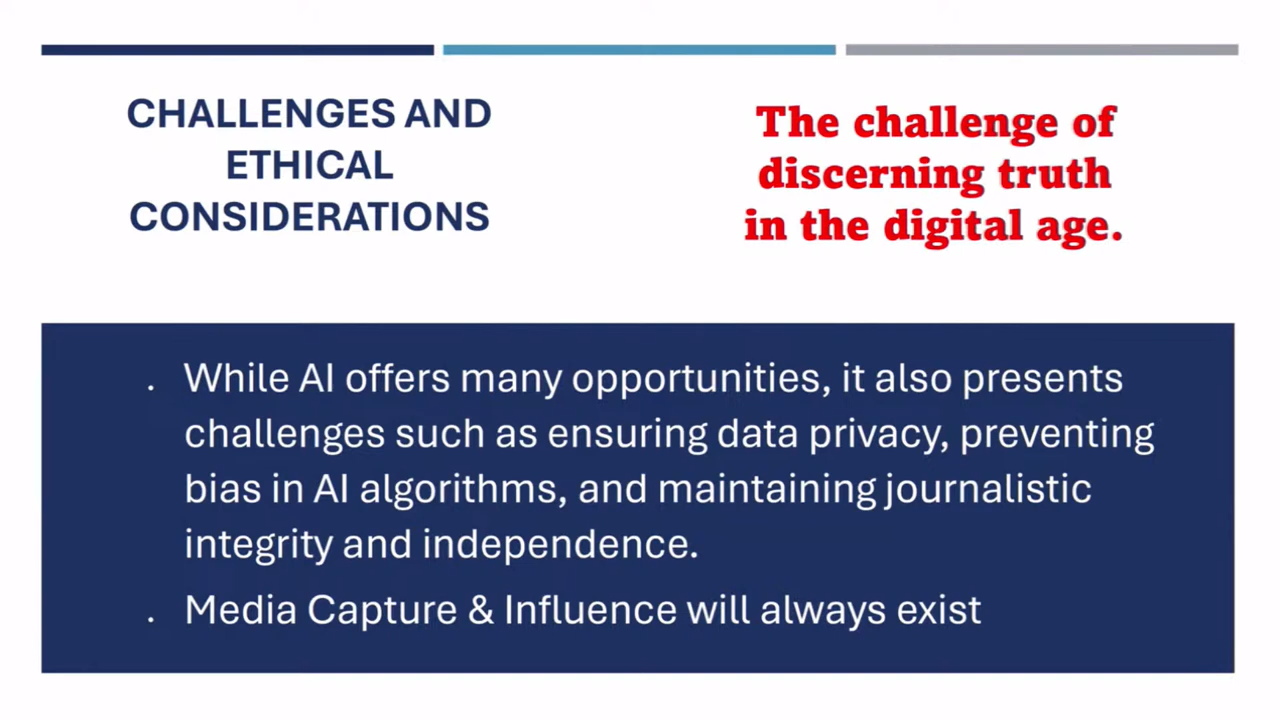 CHALLENGES AND
ETHICAL
CONSIDERATIONS
The challenge of
discerning truth
in the digital age.
. While AI offers many opportunities, it also presents
challenges such as ensuring data privacy, preventing
bias in AI algorithms, and maintaining journalistic
integrity and independence.
. Media Capture & Influence will always exist